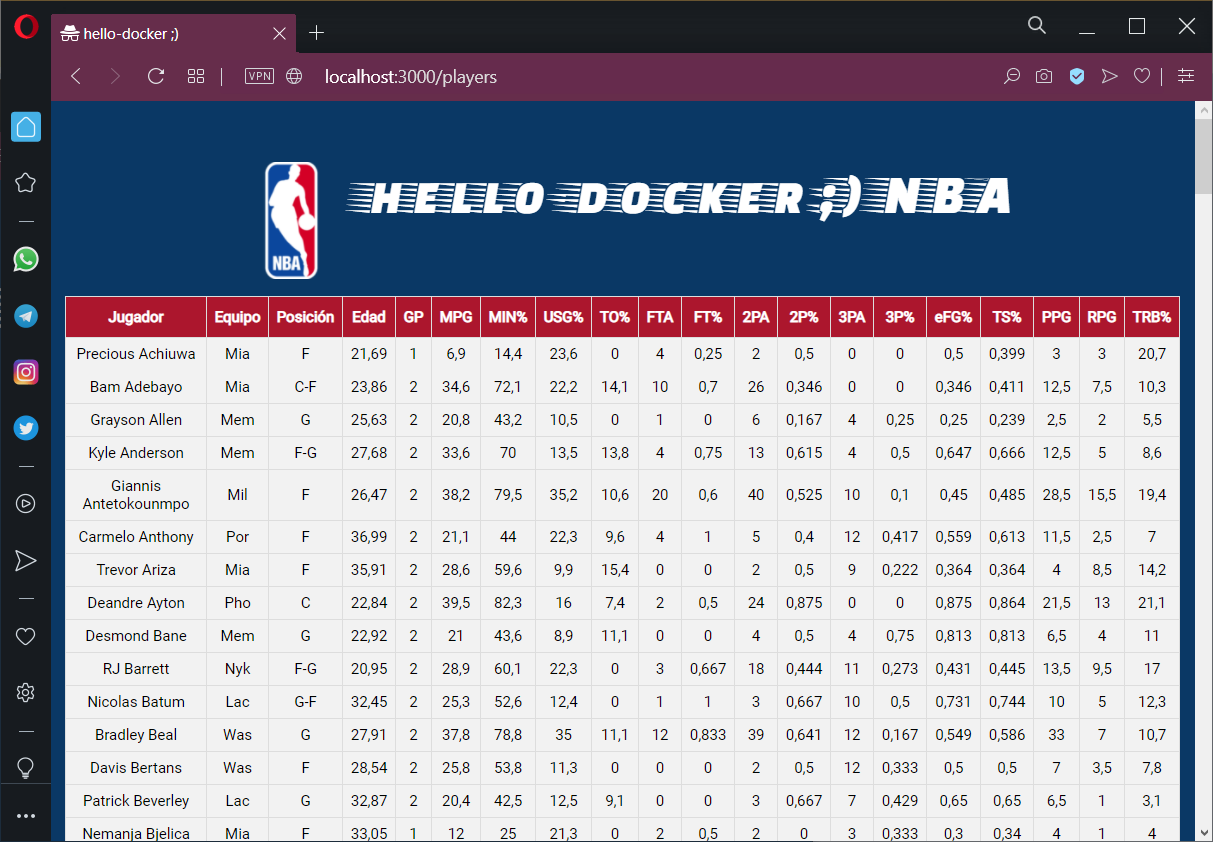 hello-docker ;)
VPN localhost:3000/players
NBA
HELLO DOCKER ;) NBA
Jugador Equipo Posición Edad GP MPG MIN% USG% TO% FTA FT% 2PA 2P% 3PA 3P% eFG% TS% PPG RPG TRB%
Precious Achiuwa Mia F 21,69 1 6,9 14,4 23,6 0 4 0,25 2 0,5 0 0 0,5 0,399 3 3 20,7
Bam Adebayo Mia C-F 23,86 2 34,6 72,1 22,2 14,1 10 0,7 26 0,346 0 0 0,346 0,411 12,5 7,5 10,3
Grayson Allen Mem G 25,63 2 20,8 43,2 10,5 0 1 0 6 0,167 4 0,25 0,25 0,239 2,5 2 5,5
Kyle Anderson Mem F-G 27,68 2 33,6 70 13,5 13,8 4 0,75 13 0,615 4 0,5 0,647 0,666 12,5 5 8,6
Giannis
Antetokounmpo Mil F 26,47 2 38,2 79,5 35,2 10,6 20 0,6 40 0,525 10 0,1 0,45 0,485 28,5 15,5 19,4
Carmelo Anthony Por F 36,99 2 21,1 44 22,3 9,6 4 1 5 0,4 12 0,417 0,559 0,613 11,5 2,5 7
Trevor Ariza Mia F 35,91 2 28,6 59,6 9,9 15,4 0 0 2 0,5 9 0,222 0,364 0,364 4 8,5 14,2
Deandre Ayton Pho C 22,84 2 39,5 82,3 16 7,4 2 0,5 24 0,875 0 0 0,875 0,864 21,5 13 21,1
Desmond Bane Mem G 22,92 2 21 43,6 8,9 11,1 0 0 4 0,5 4 0,75 0,813 0,813 6,5 4 11
RJ Barrett Nyk F-G 20,95 2 28,9 60,1 22,3 0 3 0,667 18 0,444 11 0,273 0,431 0,445 13,5 9,5 17
Nicolas Batum Lac G-F 32,45 2 25,3 52,6 12,4 0 1 1 3 0,667 10 0,5 0,731 0,744 10 5 12,3
Bradley Beal Was G 27,91 2 37,8 78,8 35 11,1 12 0,833 39 0,641 12 0,167 0,549 0,586 33 7 10,7
Davis Bertans Was F 28,54 2 25,8 53,8 11,3 0 0 0 2 0,5 12 0,333 0,5 0,5 7 3,5 7,8
Patrick Beverley Lac G 32,87 2 20,4 42,5 12,5 9,1 0 0 3 0,667 7 0,429 0,65 0,65 6,5 1 3,1
Nemanja Bjelica Mia F 33,05 1 12 25 21,3 0 2 0,5 2 0 3 0,333 0,3 0,34 4 1 4